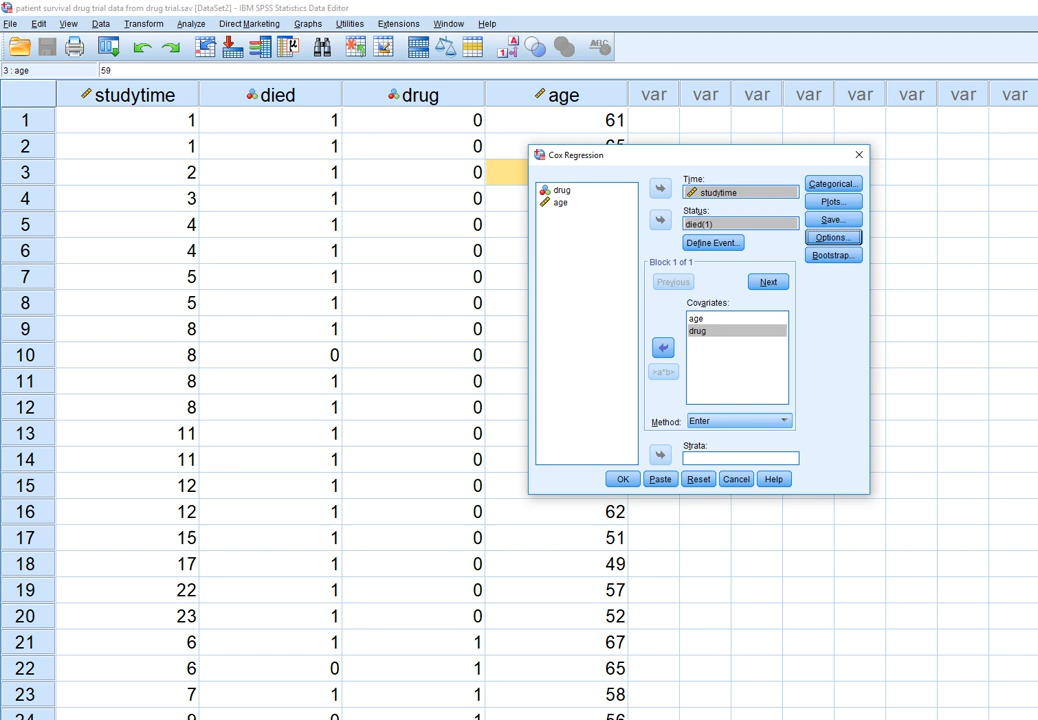 patient survival drug trial data from drug trial.sav [DataSet2] - IBM SPSS Statistics Data Editor
File Edit View Data Transform Analyze Direct Marketing Graphs Utilities Extensions Window Help
3 : age 59
studytime died drug age var var var var var var var var
1 1 1 0 61
2 1 1 0 65
3 2 1 0
4 3 1 0
5 4 1 0
6 4 1 0
7 5 1 0
8 5 1 0
9 8 1 0
10 8 0 0
11 8 1 0
12 8 1 0
13 11 1 0
14 11 1 0
15 12 1 0
16 12 1 0 62
17 15 1 0 51
18 17 1 0 49
19 22 1 0 57
20 23 1 0 52
21 6 1 1 67
22 6 0 1 65
23 7 1 1 58
24 9 0 1 56
Cox Regression
drug
age
Time:
studytime
Status:
died(1)
Define Event...
Block 1 of 1
Previous Next
Covariates:
age
drug
>a*b>
Method: Enter
Strata:
Categorical...
Plots...
Save...
Options...
Bootstrap...
OK Paste Reset Cancel Help